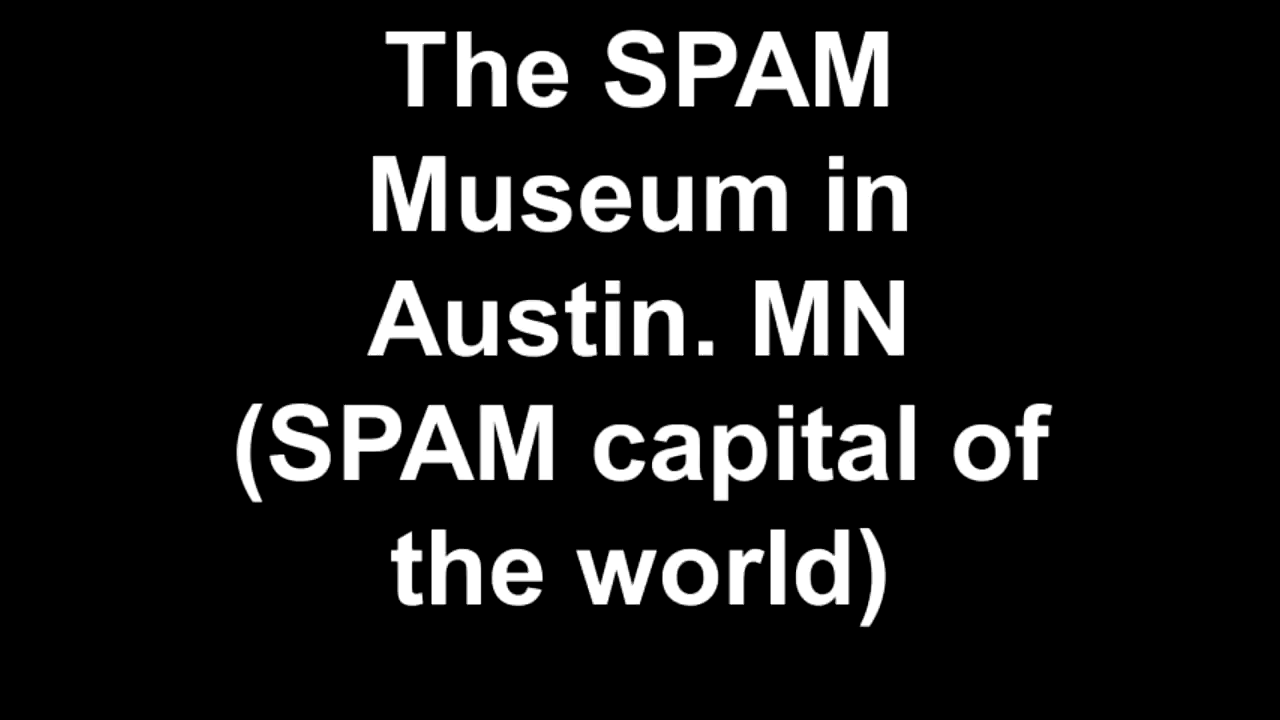 The SPAM
Museum in
Austin. MN
(SPAM capital of
the world)